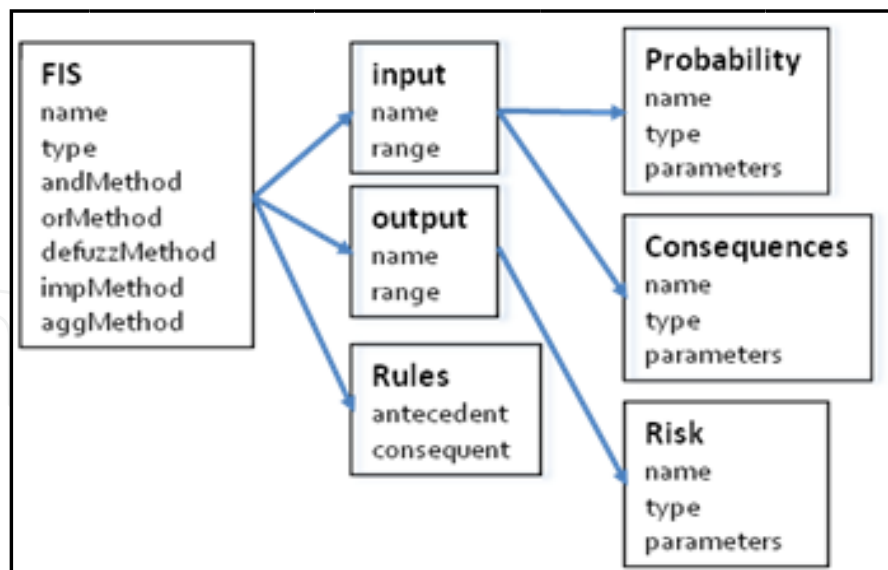 FIS
name
type
andMethod
orMethod
defuzzMethod
impMethod
aggMethod
input
name
range
output
name
range
Rules
antecedent
consequent
Probability
name
type
parameters
Consequences
name
type
parameters
Risk
name
type
parameters